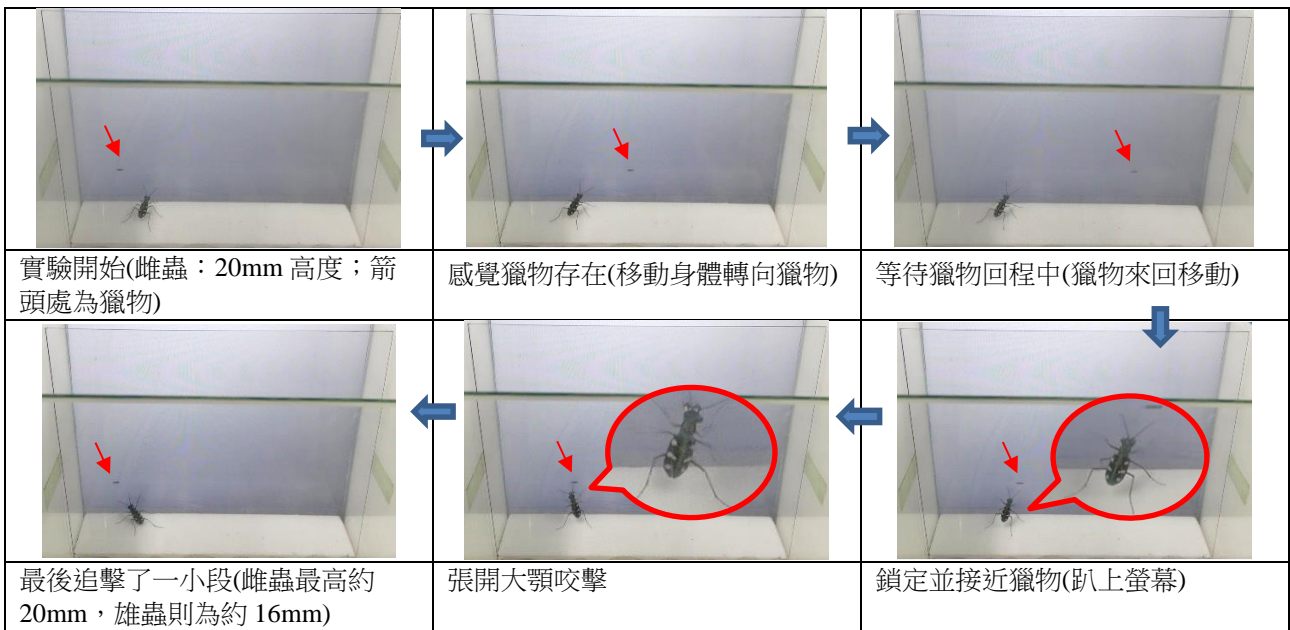 實驗開始(雌蟲：20mm 高度；箭
頭處為獵物)
感覺獵物存在(移動身體轉向獵物)
等待獵物回程中(獵物來回移動)
最後追擊了一小段(雌蟲最高約
20mm，雄蟲則為約 16mm)
張開大顎咬擊
鎖定並接近獵物(趴上螢幕)